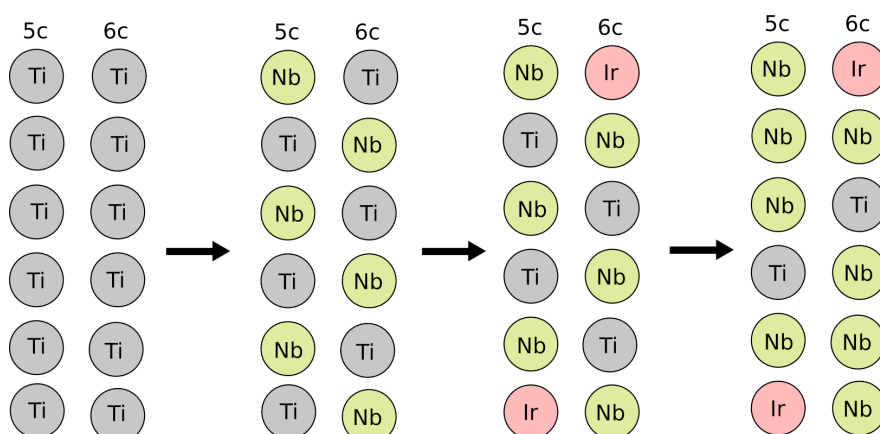 5c 6c 5c 6c 5c 6c 5c 6c
Ti Ti Nb Ti Nb Ir Nb Ir
Ti Ti Ti Nb Ti Nb Nb Nb
Ti Ti Nb Ti Nb Ti Nb Ti
Ti Ti Ti Nb Ti Nb Ti Nb
Ti Ti Nb Ti Nb Ti Nb Nb
Ti Ti Ti Nb Ir Nb Ir Nb